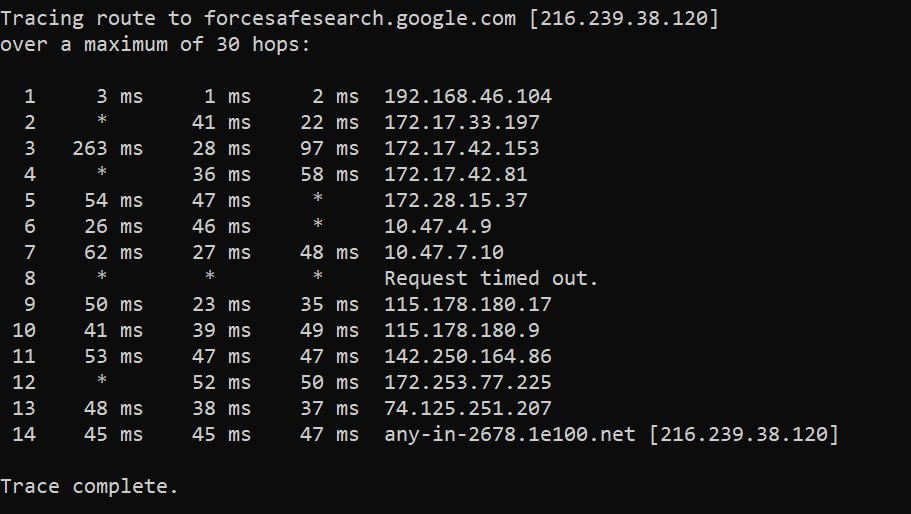 Tracing route to forcesafesearch.google.com [216.239.38.120]
over a maximum of 30 hops:
1 3 ms 1 ms 2 ms 192.168.46.104
2 * 41 ms 22 ms 172.17.33.197
3 263 ms 28 ms 97 ms 172.17.42.153
4 * 36 ms 58 ms 172.17.42.81
5 54 ms 47 ms * 172.28.15.37
6 26 ms 46 ms * 10.47.4.9
7 62 ms 27 ms 48 ms 10.47.7.10
8 * * * Request timed out.
9 50 ms 23 ms 35 ms 115.178.180.17
10 41 ms 39 ms 49 ms 115.178.180.9
11 53 ms 47 ms 47 ms 142.250.164.86
12 * 52 ms 50 ms 172.253.77.225
13 48 ms 38 ms 37 ms 74.125.251.207
14 45 ms 45 ms 47 ms any-in-2678.1e100.net [216.239.38.120]
Trace complete.